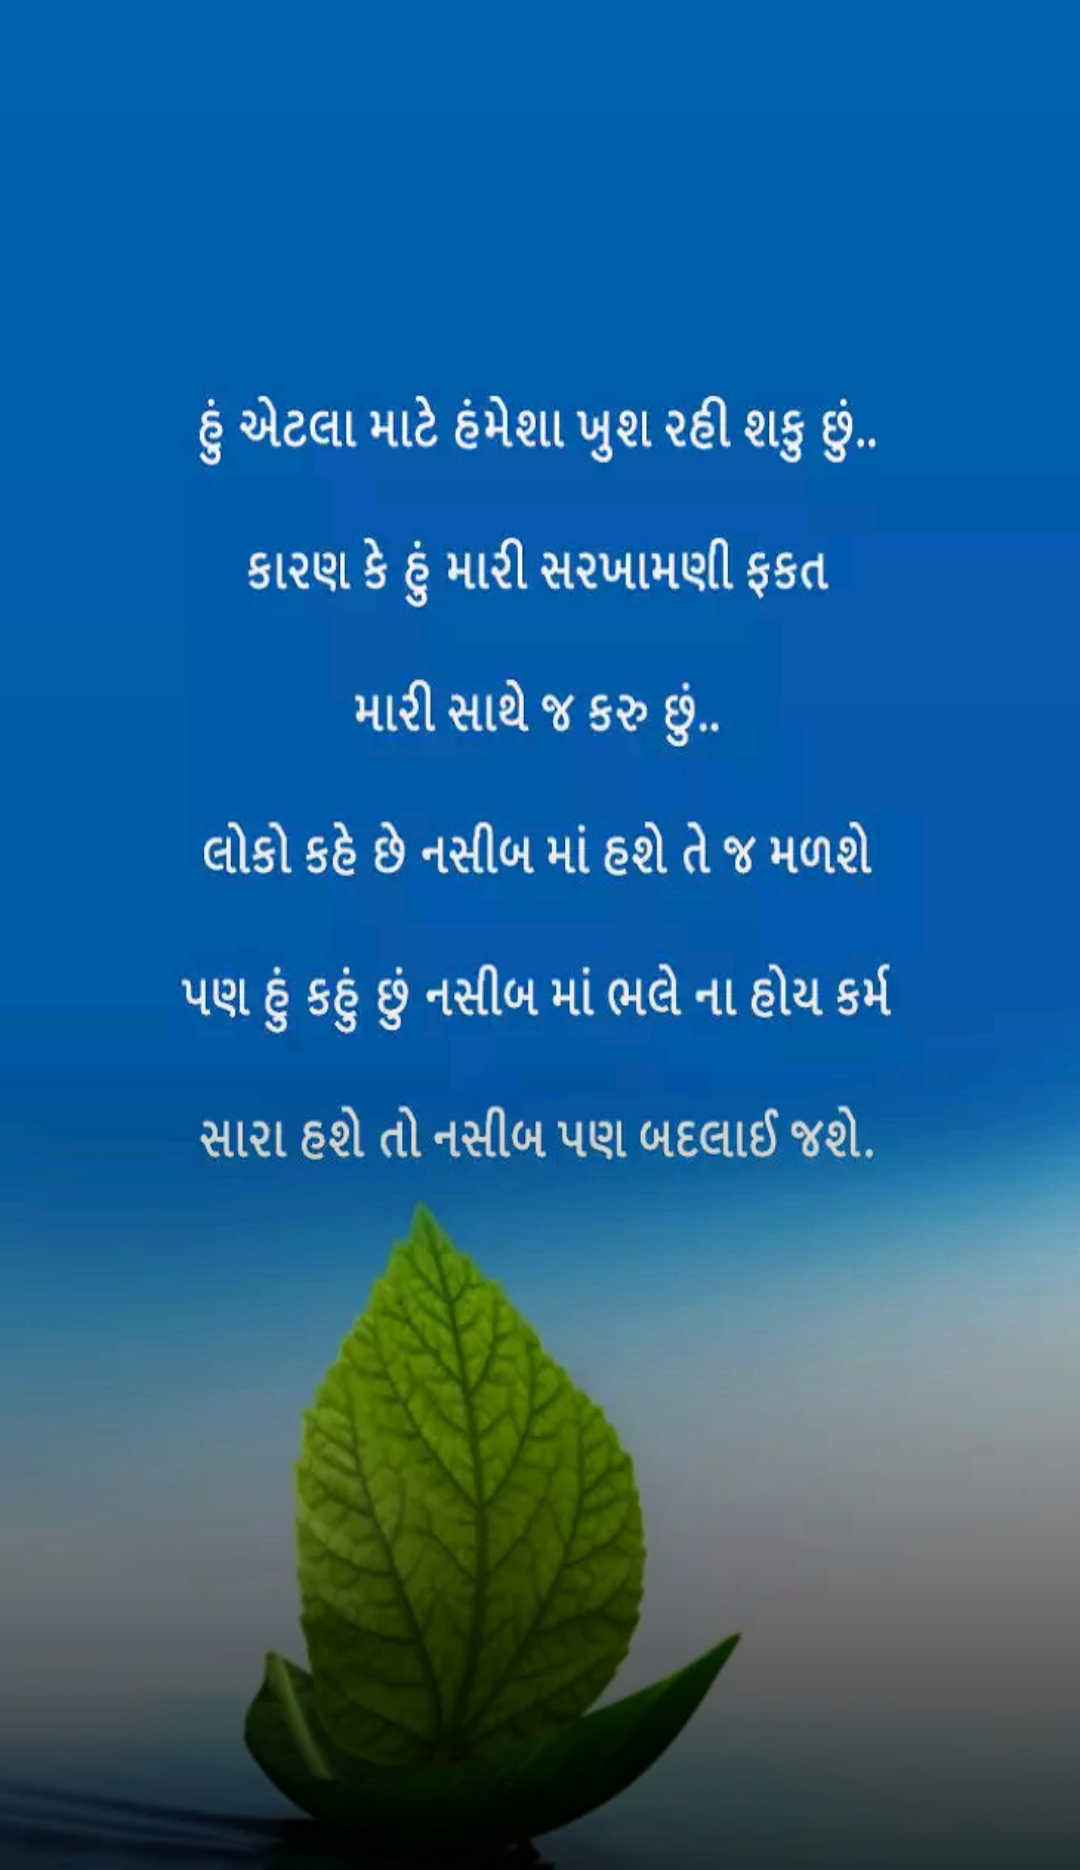 હું એટલા માટે હંમેશા ખુશ રહી શકુ છું..
કારણ કે હું મારી સરખામણી ફકત
મારી સાથે જ કરુ છું..
લોકો કહે છે નસીબ માં હશે તે જ મળશે
પણ હું કહું છું નસીબ માં ભલે ના હોય કર્મ
સારા હશે તો નસીબ પણ બદલાઈ જશે.